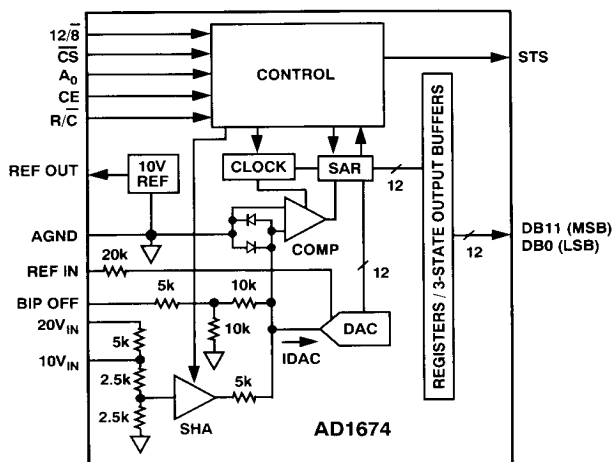 12/8̅
C̅S̅
A₀
CE
R/C̅
CONTROL
STS
REF OUT
10V
REF
CLOCK
SAR
12
REGISTERS / 3-STATE OUTPUT BUFFERS
AGND
COMP
12
12
DB11 (MSB)
DB0 (LSB)
REF IN
20k
BIP OFF
5k
10k
10k
DAC
IDAC
20VIN
5k
10VIN
2.5k
2.5k
SHA
5k
AD1674